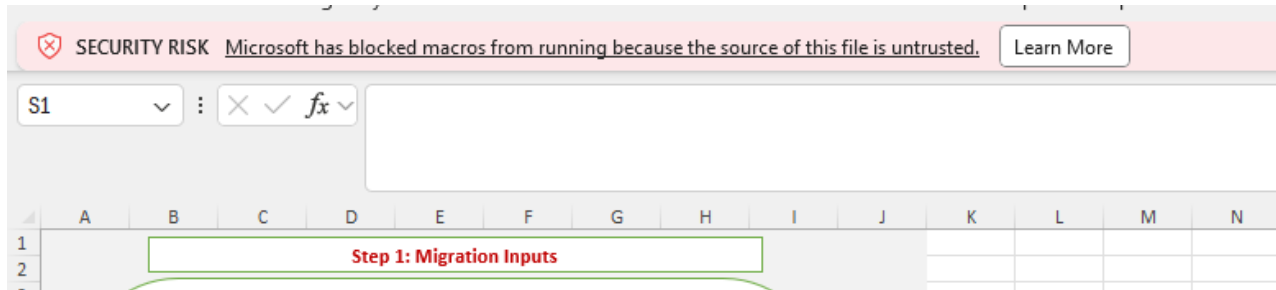 SECURITY RISK Microsoft has blocked macros from running because the source of this file is untrusted. Learn More
S1 fx
A B C D E F G H I J K L M N
1 Step 1: Migration Inputs
2